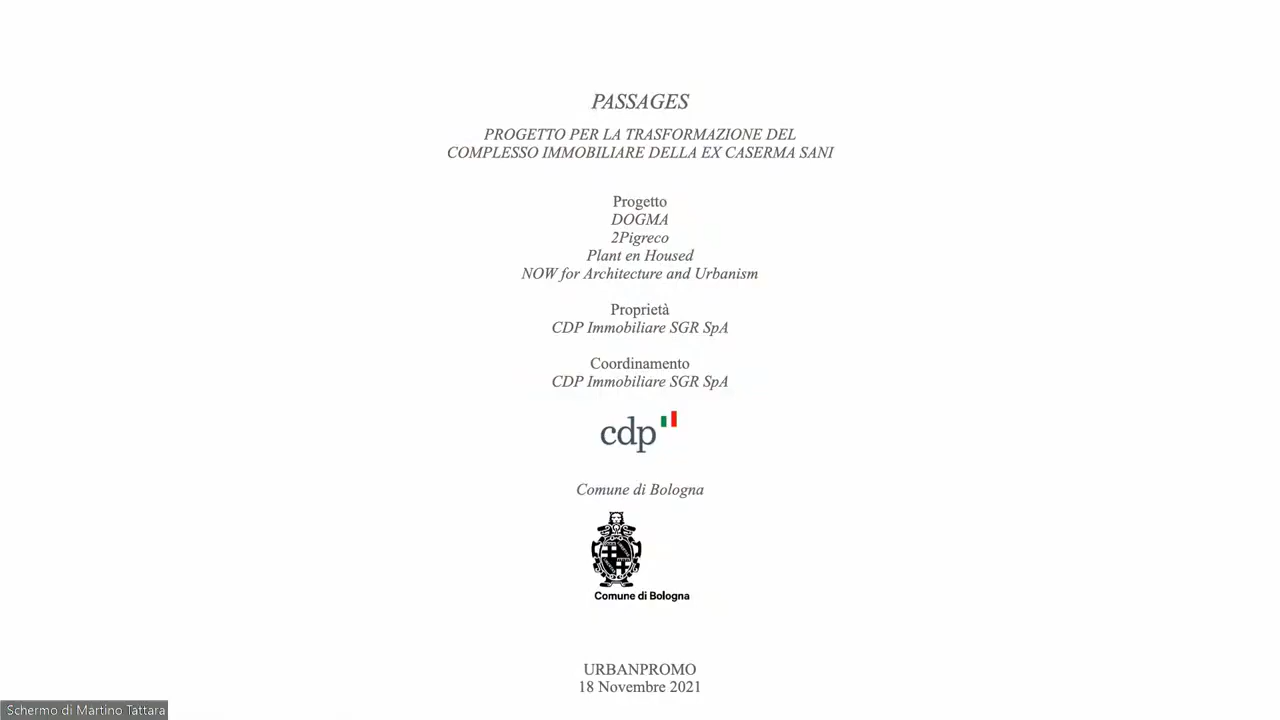 PASSAGES
PROGETTO PER LA TRASFORMAZIONE DEL
COMPLESSO IMMOBILIARE DELLA EX CASERMA SANI
Progetto
DOGMA
2Pigreco
Plant en Housed
NOW for Architecture and Urbanism
Proprietà
CDP Immobiliare SGR SpA
Coordinamento
CDP Immobiliare SGR SpA
cdp
Comune di Bologna
Comune di Bologna
URBANPROMO
18 Novembre 2021
Schermo di Martino Tattara